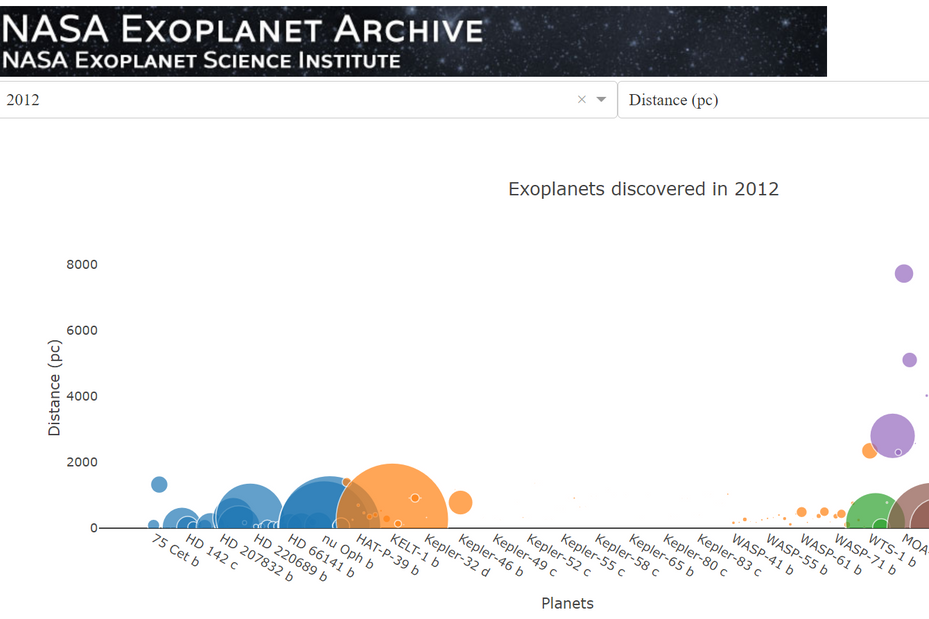 NASA EXOPLANET ARCHIVE
NASA EXOPLANET SCIENCE INSTITUTE
2012 × Distance (pc)
Exoplanets discovered in 2012
8000
6000
4000
2000
0
Distance (pc)
75 Cet b
HD 142 c
HD 207832 b
HD 220689 b
HD 66141 b
nu Oph b
HAT-P-39 b
KELT-1 b
Kepler-32 d
Kepler-46 b
Kepler-49 c
Kepler-52 c
Kepler-55 c
Kepler-58 c
Kepler-65 b
Kepler-80 c
Kepler-83 c
WASP-41 b
WASP-55 b
WASP-61 b
WASP-71 b
WTS-1 b
MOA-
Planets